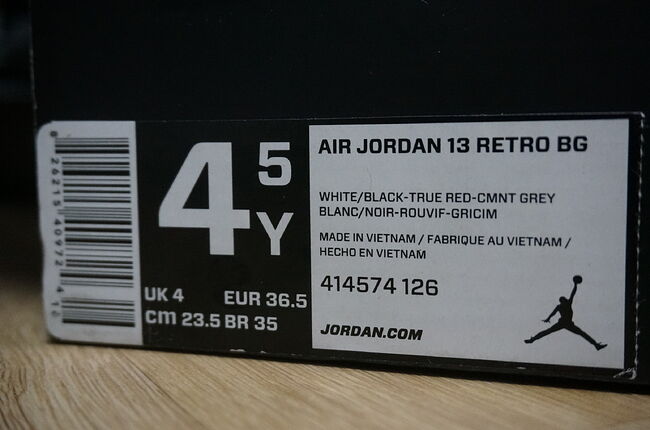 4 5
Y
UK 4 EUR 36.5
cm 23.5 BR 35
AIR JORDAN 13 RETRO BG
WHITE/BLACK-TRUE RED-CMNT GREY
BLANC/NOIR-ROUVIF-GRICIM
MADE IN VIETNAM / FABRIQUE AU VIETNAM /
HECHO EN VIETNAM
414574 126
JORDAN.COM